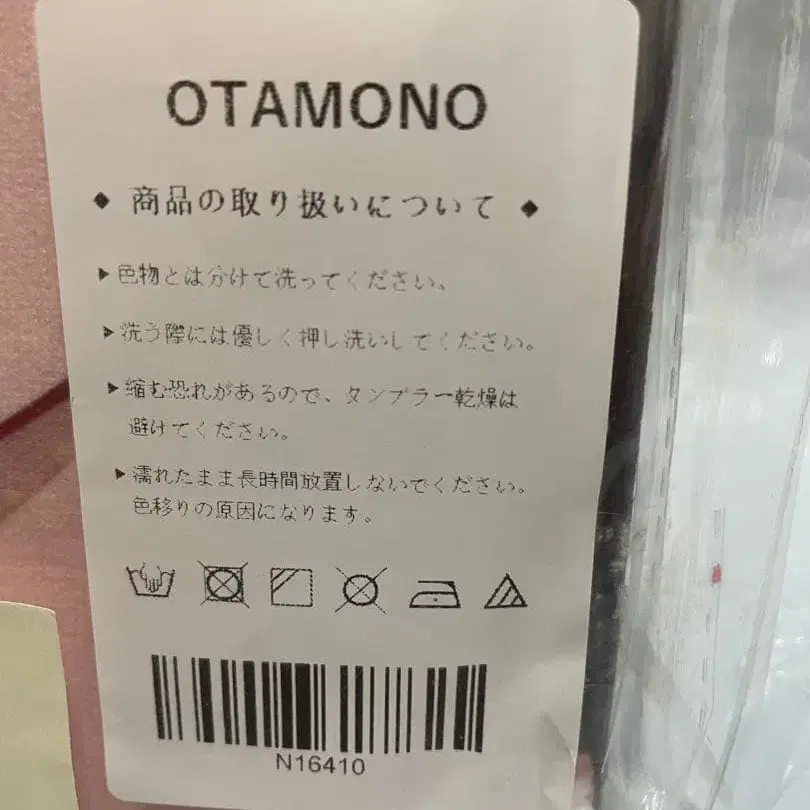 OTAMONO
◆ 商品の取り扱いについて ◆
▶色物とは分けて洗ってください。
▶洗う際には優しく押し洗いしてください。
▶縮む恐れがあるので、タンプラー乾燥は
避けてください。
▶濡れたまま長時間放置しないでください。
色移りの原因になります。
N16410